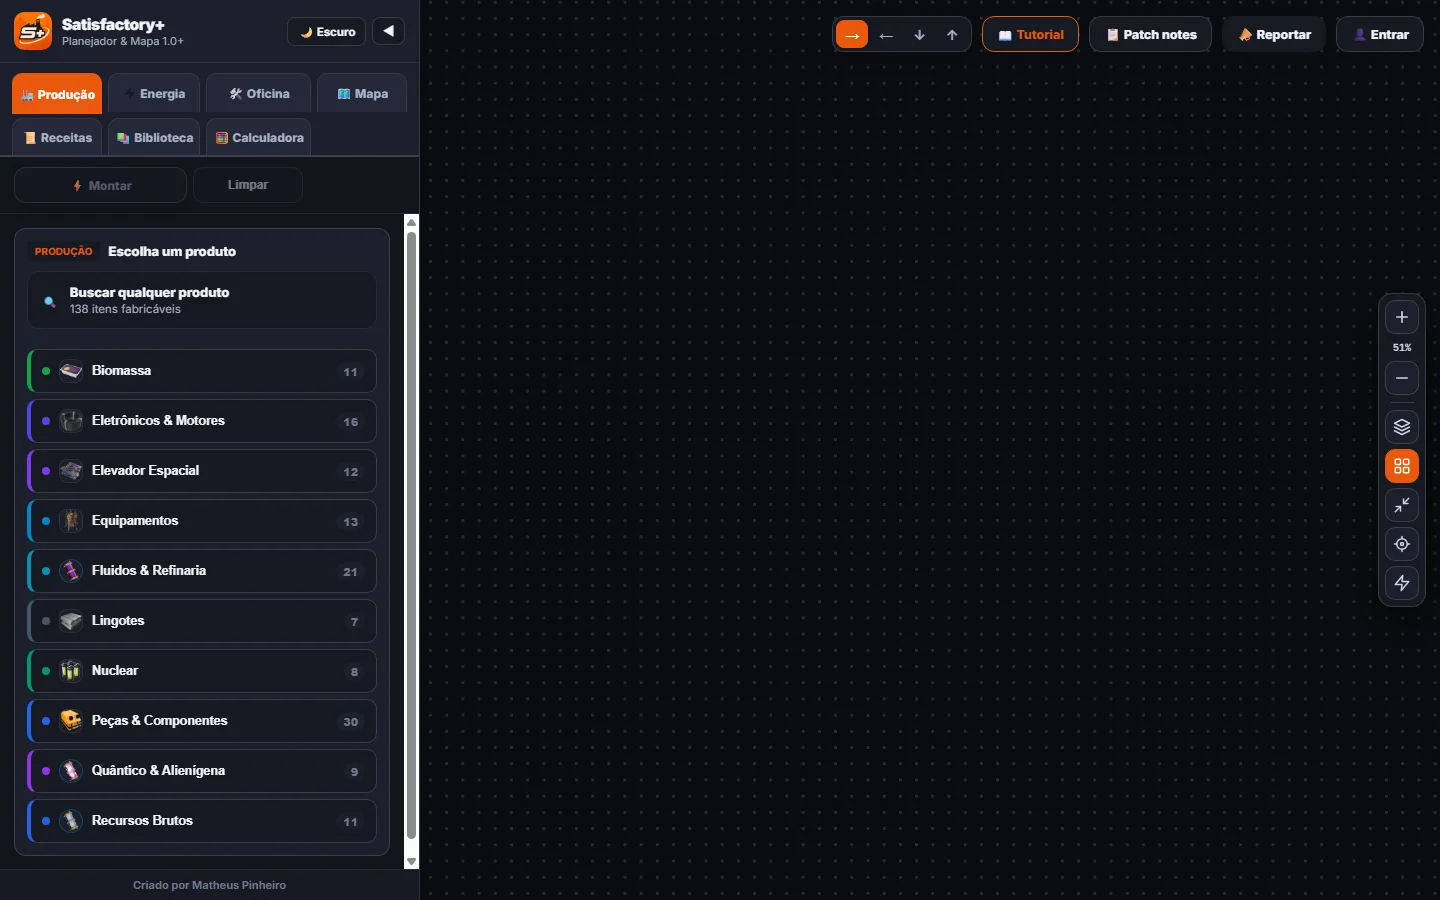 Satisfactory+
Planejador & Mapa 1.0+
Escuro
Produção
Energia
Oficina
Mapa
Receitas
Biblioteca
Calculadora
Montar
Limpar
PRODUÇÃO Escolha um produto
Buscar qualquer produto
138 itens fabricáveis
Biomassa 11
Eletrônicos & Motores 16
Elevador Espacial 12
Equipamentos 13
Fluidos & Refinaria 21
Lingotes 7
Nuclear 8
Peças & Componentes 30
Quântico & Alienígena 9
Recursos Brutos 11
Criado por Matheus Pinheiro
→ ← ↓ ↑
Tutorial
Patch notes
Reportar
Entrar
+
51%
−